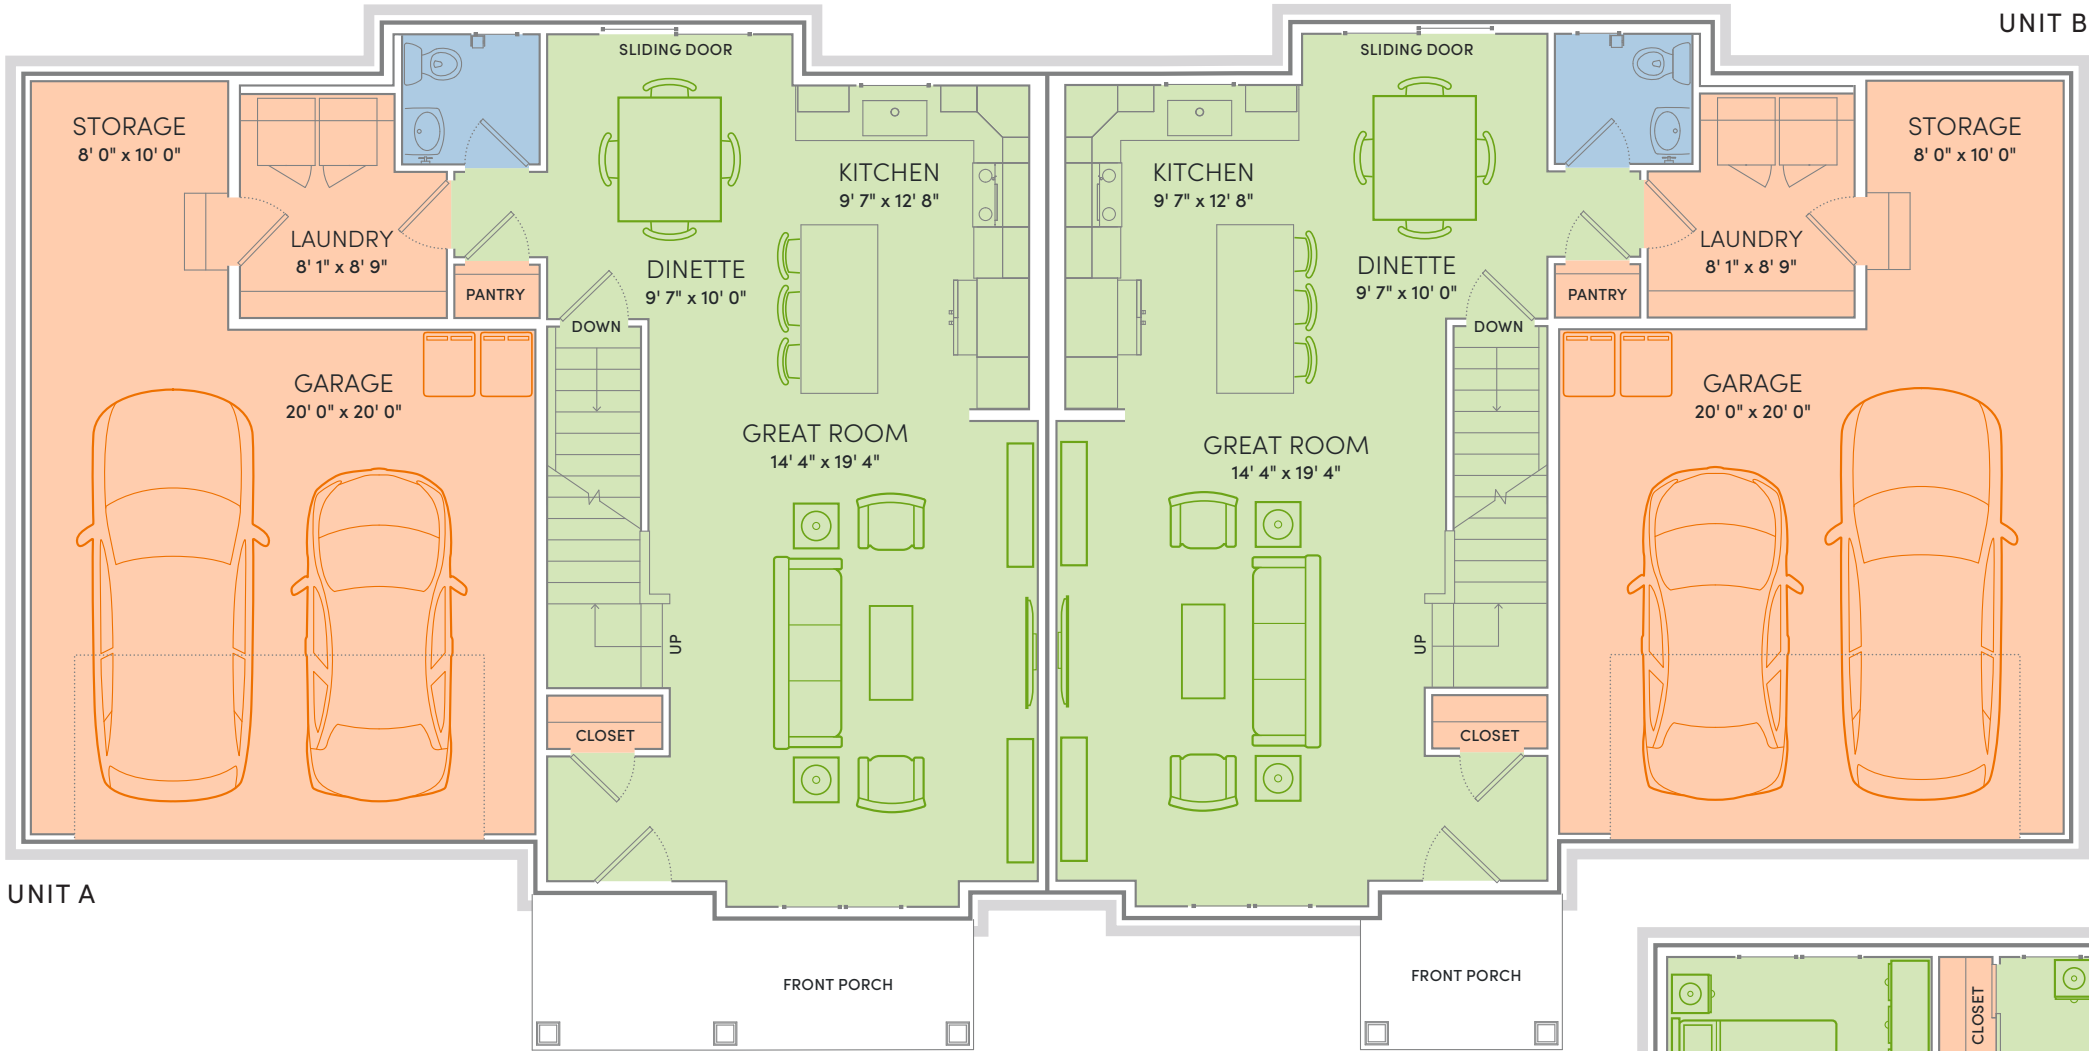 UNIT B
SLIDING DOOR
SLIDING DOOR
STORAGE
8' 0" x 10' 0"
KITCHEN
9' 7" x 12' 8"
KITCHEN
9' 7" x 12' 8"
STORAGE
8' 0" x 10' 0"
LAUNDRY
8' 1" x 8' 9"
DINETTE
9' 7" x 10' 0"
DINETTE
9' 7" x 10' 0"
LAUNDRY
8' 1" x 8' 9"
PANTRY
PANTRY
DOWN
DOWN
GARAGE
20' 0" x 20' 0"
GARAGE
20' 0" x 20' 0"
GREAT ROOM
14' 4" x 19' 4"
GREAT ROOM
14' 4" x 19' 4"
UP
UP
CLOSET
CLOSET
UNIT A
FRONT PORCH
FRONT PORCH
CLOSET